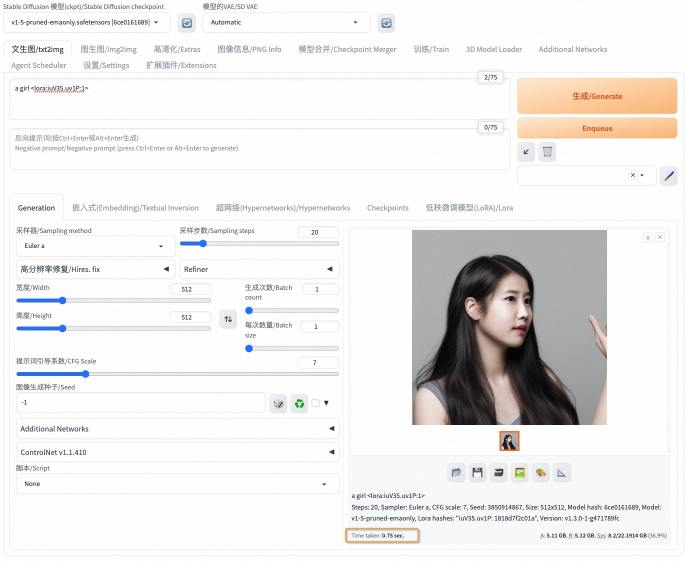 Stable Diffusion 模型(ckpt)/Stable Diffusion checkpoint
模型的VAE/SD VAE
v1-5-pruned-emaonly.safetensors [6ce0161689]
Automatic
文生图/txt2img 图生图/img2img 高清化/Extras 图像信息/PNG Info 模型合并/Checkpoint Merger 训练/Train 3D Model Loader Additional Networks
Agent Scheduler 设置/Settings 扩展插件/Extensions
2/75
a girl <lora:iuV35.uv1P:1>
生成/Generate
0/75
反向提示词(按Ctrl+Enter或Alt+Enter生成)
Negative prompt/Negative prompt (press Ctrl+Enter or Alt+Enter to generate)
Enqueue
Generation 嵌入式(Embedding)/Textual Inversion 超网络(Hypernetworks)/Hypernetworks Checkpoints 低秩微调模型(LoRA)/Lora
采样器/Sampling method
Euler a
采样步数/Sampling steps
20
高分辨率修复/Hires. fix
Refiner
宽度/Width
512
生成次数/Batch count
1
高度/Height
512
每次数量/Batch size
1
提示词引导系数/CFG Scale
7
图像生成种子/Seed
-1
Additional Networks
ControlNet v1.1.410
脚本/Script
None
a girl <lora:iuV35.uv1P:1>
Steps: 20, Sampler: Euler a, CFG scale: 7, Seed: 3850914867, Size: 512x512, Model hash: 6ce0161689, Model:
v1-5-pruned-emaonly, Lora hashes: "iuV35.uv1P: 1818d7f2c01a", Version: v1.3.0-1-g471789fc
Time taken: 0.75 sec.
A: 5.11 GB, R: 5.12 GB, Sys: 8.2/22.1914 GB (36.9%)